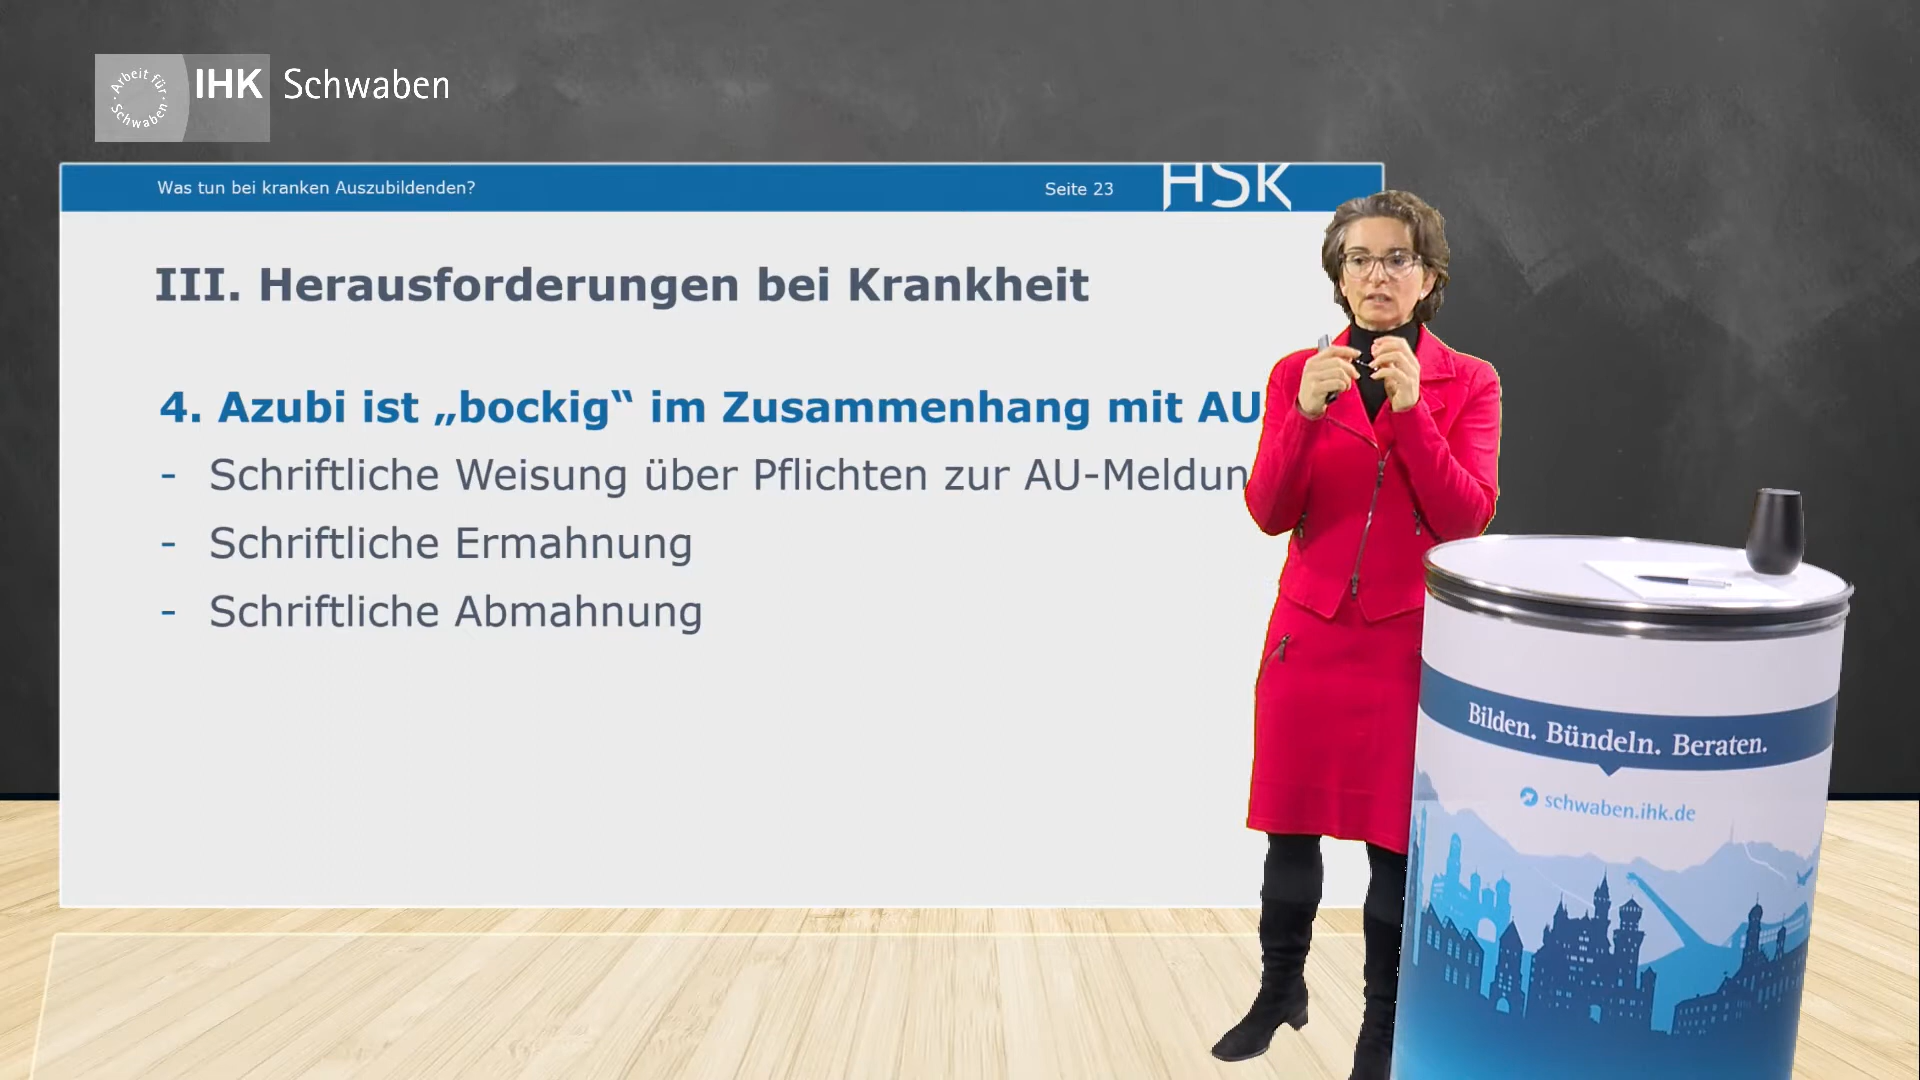 Arbeit für
Schwaben
IHK Schwaben
Was tun bei kranken Auszubildenden?
Seite 23
HSK
III. Herausforderungen bei Krankheit
4. Azubi ist „bockig“ im Zusammenhang mit AU
- Schriftliche Weisung über Pflichten zur AU-Meldun
- Schriftliche Ermahnung
- Schriftliche Abmahnung
Bilden. Bündeln. Beraten.
schwaben.ihk.de